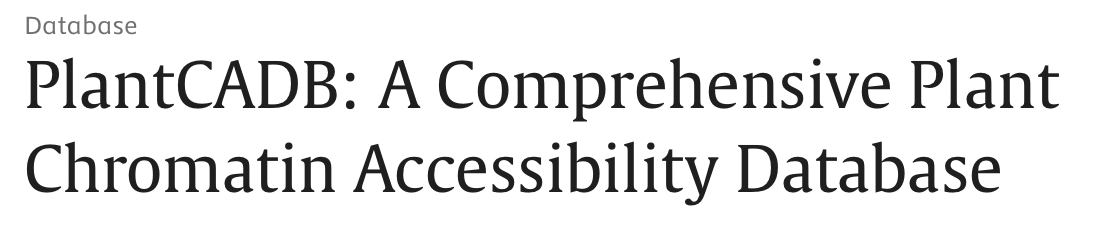 Database
PlantCADB: A Comprehensive Plant
Chromatin Accessibility Database